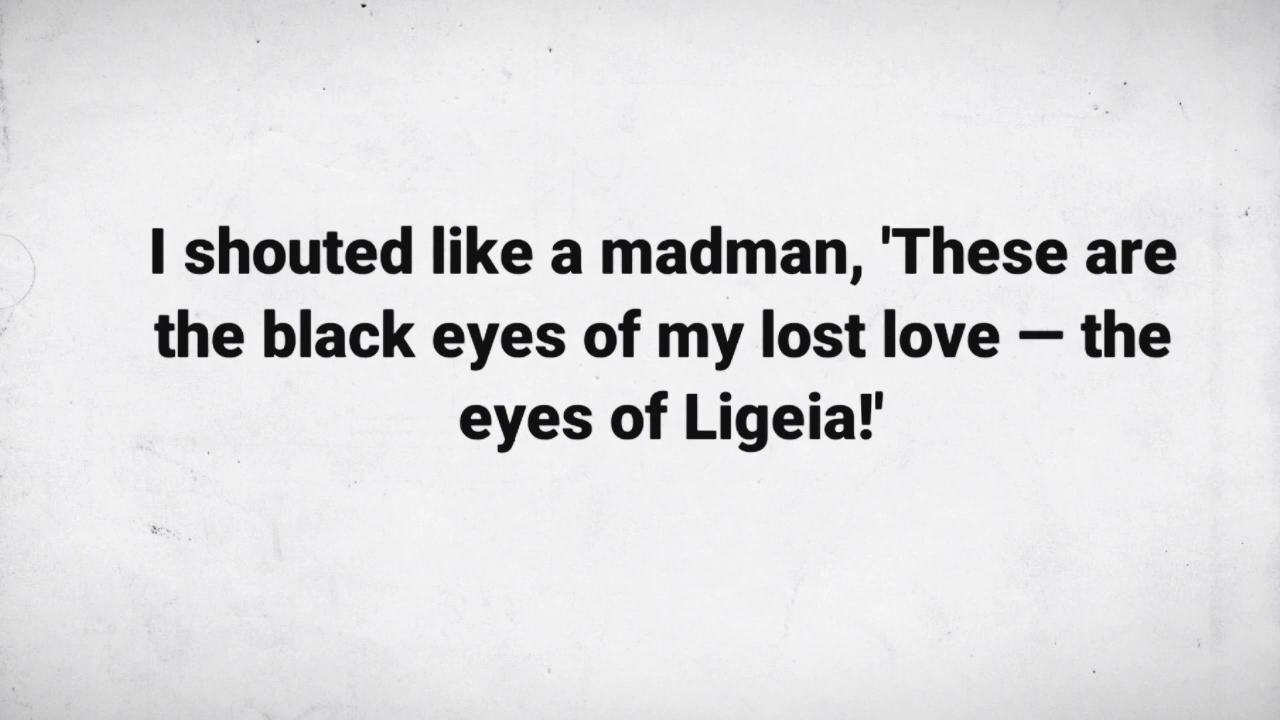 I shouted like a madman, 'These are
the black eyes of my lost love — the
eyes of Ligeia!'